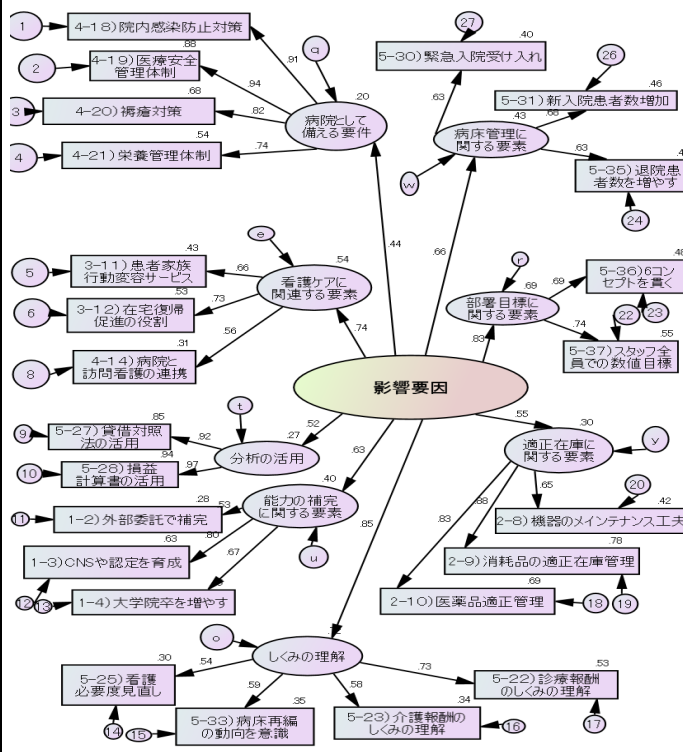 1
4-18)院内感染防止対策
.88
2
4-19)医療安全
管理体制
.68
3
4-20)褥瘡対策
.54
4
4-21)栄養管理体制
.91
.94
.82
.74
q
.20
病院として
備える要件
27
.40
5-30)緊急入院受け入れ
26
.46
5-31)新入院患者数増加
.63
.43
.68
病床管理に
関する要素
.63
w
5-35)退院患
者数を増やす
24
.44
.66
e
.54
看護ケアに
関連する要素
.43
5
3-11)患者家族
行動変容サービス
.66
.53
6
3-12)在宅復帰
促進の役割
.73
.56
.31
8
4-14)病院と
訪問看護の連携
.74
r
.69
部署目標に
関する要素
.69
.48
5-36)6コン
セプトを貫く
22
23
.74
.55
5-37)スタッフ全
員での数値目標
.83
影響要因
t
.52
.27
分析の活用
.85
9
5-27)貸借対照
法の活用
.92
.94
10
5-28)損益
計算書の活用
.97
.63
.40
能力の補完
に関する要素
u
.28
11
1-2)外部委託で補完
.53
.63
1-3)CNSや認定を育成
.80
.67
12
13
1-4)大学院卒を増やす
.55
.30
適正在庫に
関する要素
y
20
.65
.42
2-8)機器のメインテナンス工夫
.88
.78
2-9)消耗品の適正在庫管理
.83
.69
2-10)医薬品適正管理
18
19
.85
o
しくみの理解
.30
5-25)看護
必要度見直し
.54
14
.59
.35
15
5-33)病床再編
の動向を意識
.58
.34
5-23)介護報酬の
しくみの理解
16
.73
.53
5-22)診療報酬
のしくみの理解
17